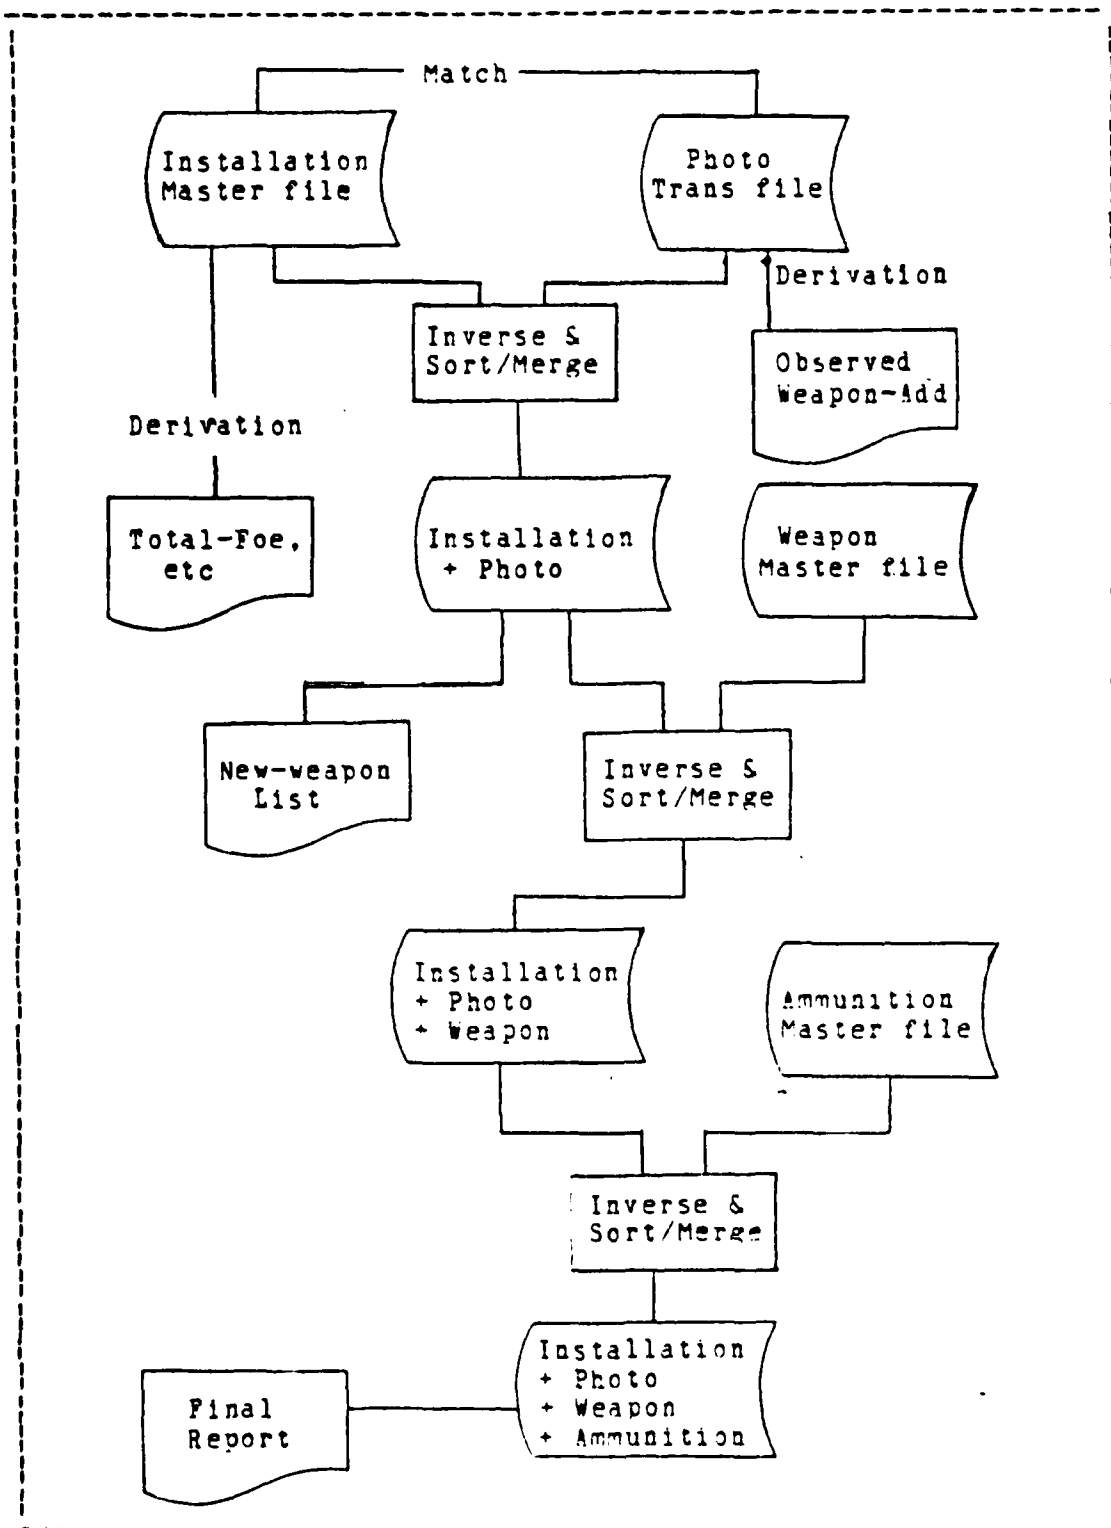 Match
Installation
Master file
Photo
Trans file
Derivation
Inverse &
Sort/Merge
Observed
Weapon-Add
Derivation
Total-Foe,
etc
Installation
+ Photo
Weapon
Master file
New-weapon
List
Inverse &
Sort/Merge
Installation
+ Photo
+ Weapon
Ammunition
Master file
Inverse &
Sort/Merge
Installation
+ Photo
+ Weapon
+ Ammunition
Final
Report